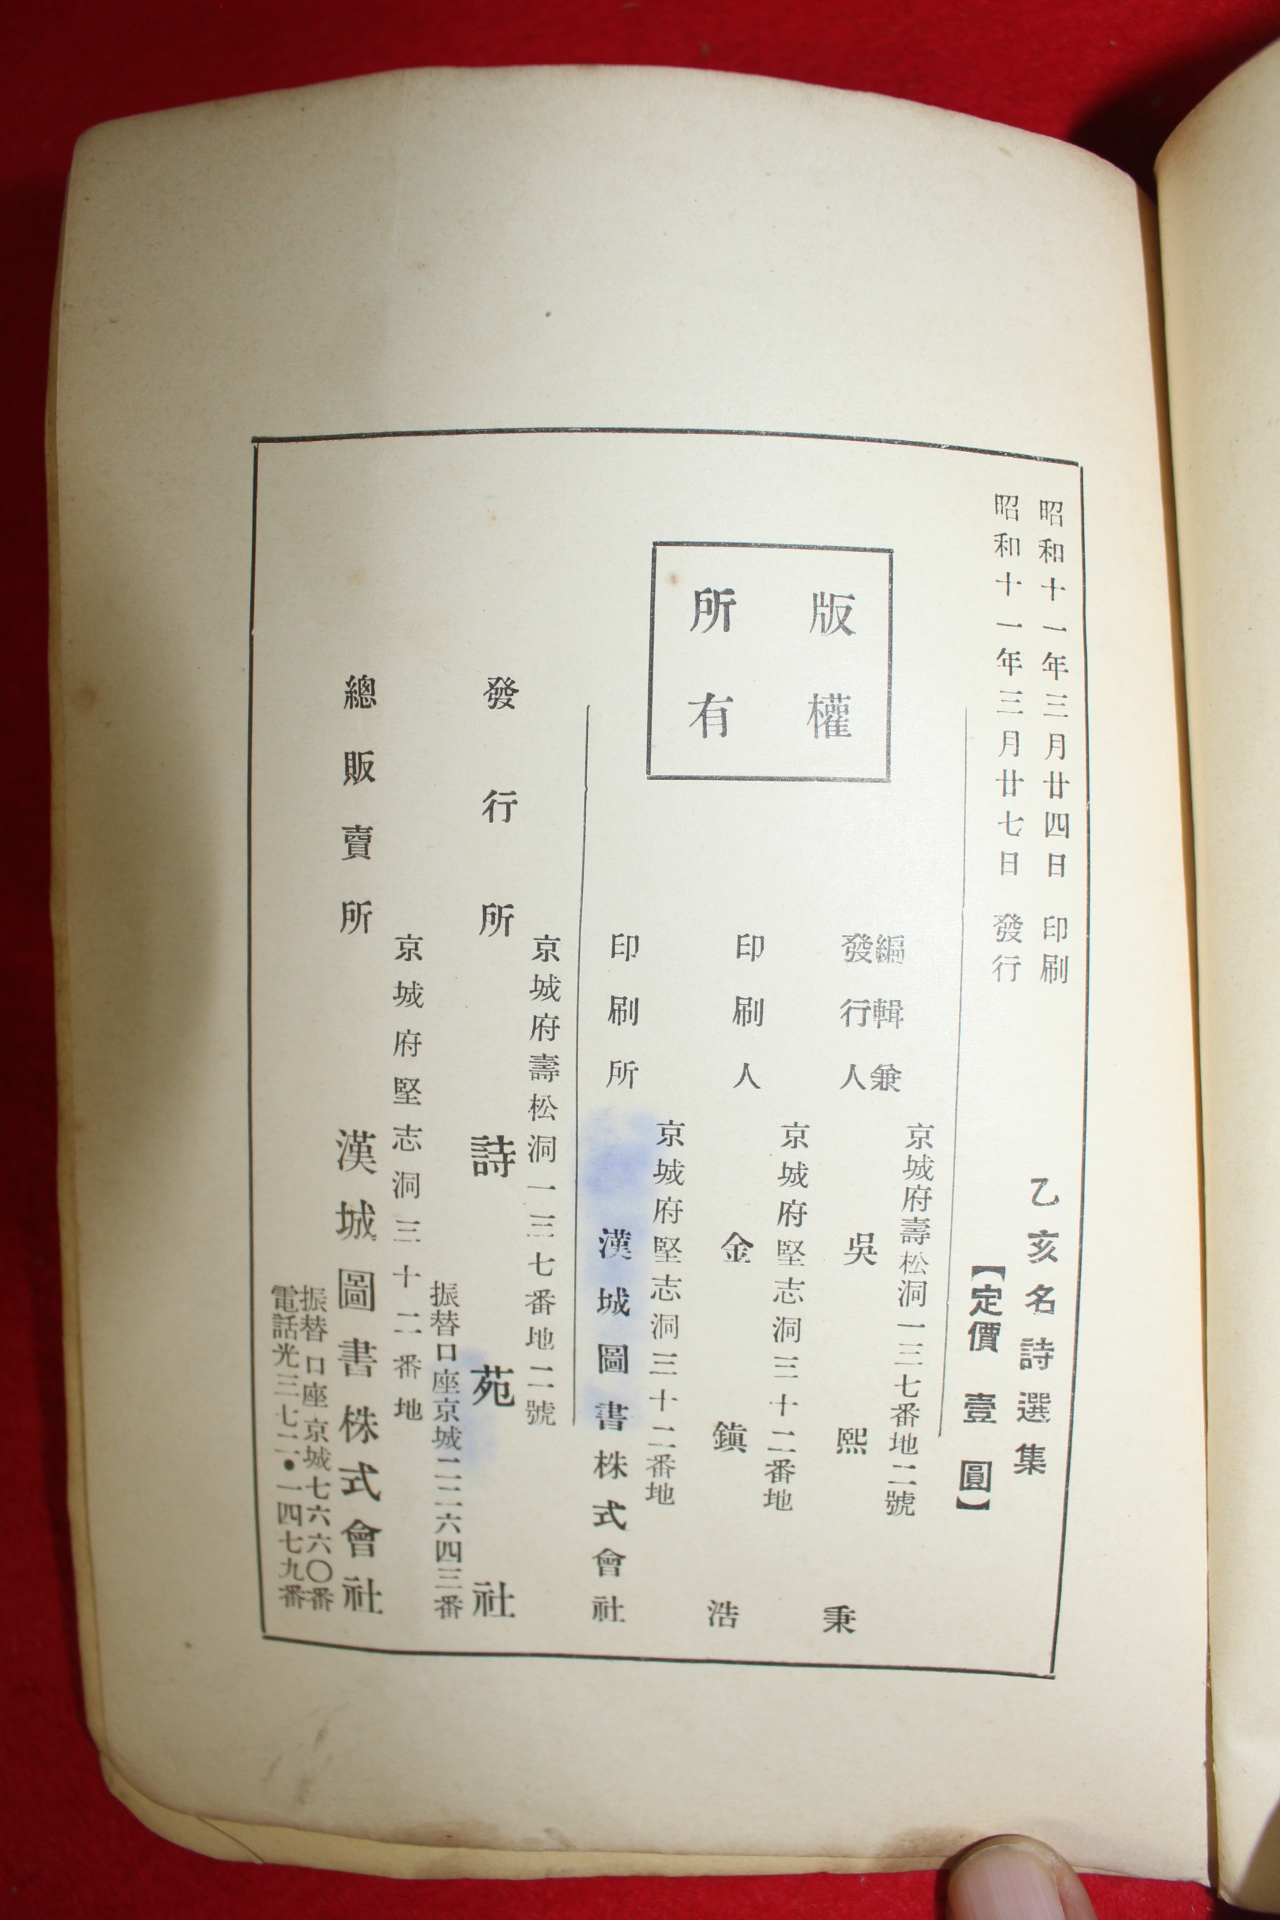 昭和十一年三月廿四日 印刷
昭和十一年三月廿七日 發行
乙亥名詩選集
【定價 壹圓】
版權
所有
京城府壽松洞一三七番地二號
編輯兼
發行人 吳熙秉
京城府堅志洞三十二番地
印刷人 金鎭浩
京城府堅志洞三十二番地
印刷所 漢城圖書株式會社
京城府壽松洞一三七番地二號
發行所 詩苑社
振替口座京城二二六四三番
京城府堅志洞三十二番地
總販賣所 漢城圖書株式會社
振替口座京城七六六〇番
電話光三七二•一四七九番